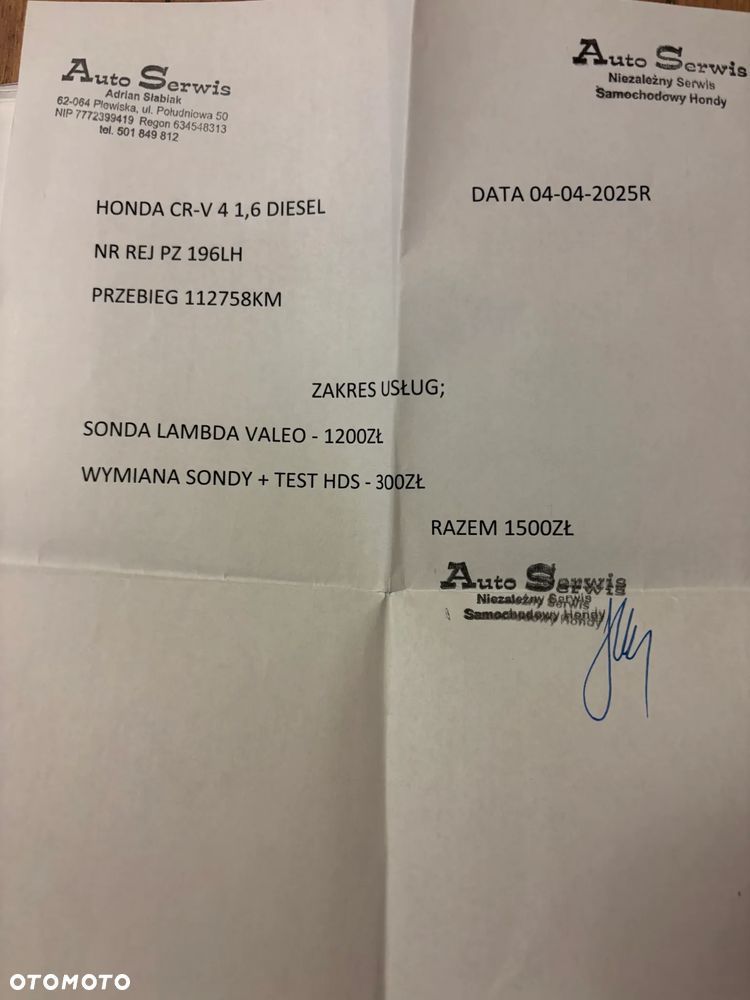 Auto Serwis
Adrian Słabiak
62-064 Plewiska, ul. Południowa 50
NIP 7772399419 Regon 634548313
tel. 501 849 812
Auto Serwis
Niezależny Serwis
Samochodowy Hondy
DATA 04-04-2025R
HONDA CR-V 4 1,6 DIESEL
NR REJ PZ 196LH
PRZEBIEG 112758KM
ZAKRES USŁUG;
SONDA LAMBDA VALEO - 1200ZŁ
WYMIANA SONDY + TEST HDS - 300ZŁ
RAZEM 1500ZŁ
Auto Serwis
Niezależny Serwis
Samochodowy Hondy
OTOMOTO